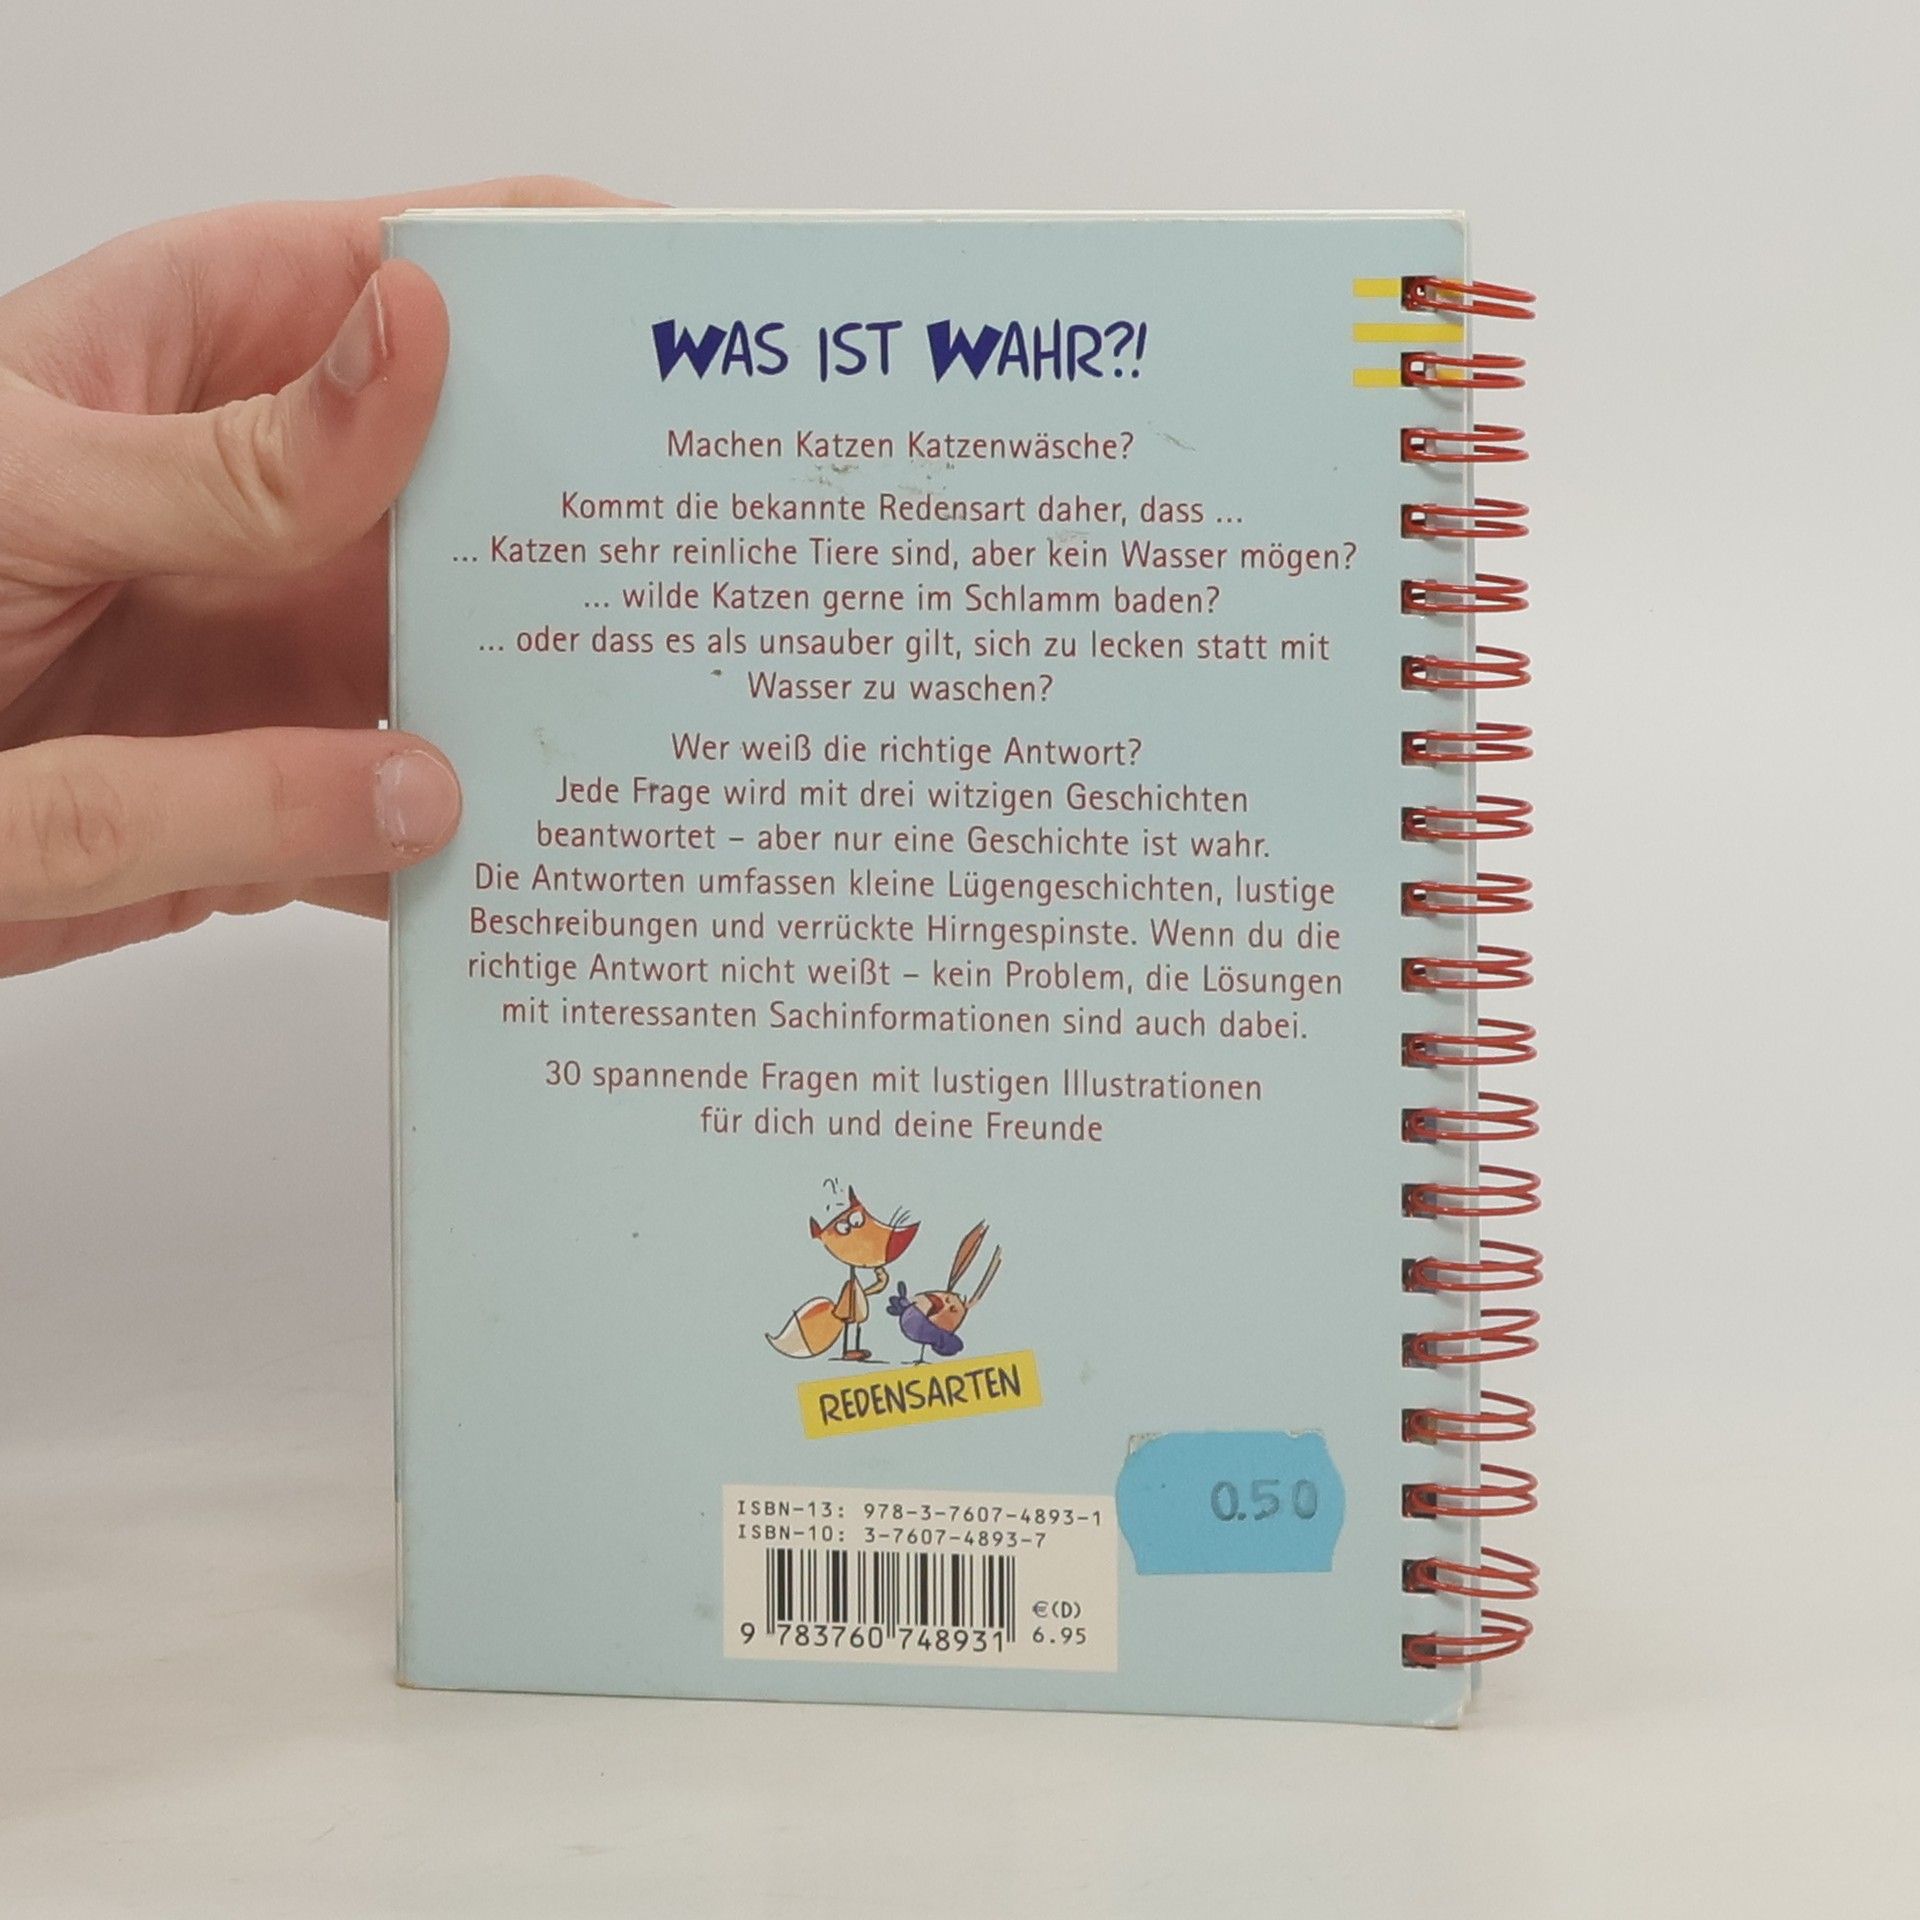 WAS IST WAHR?!
Machen Katzen Katzenwäsche?
Kommt die bekannte Redensart daher, dass ...
... Katzen sehr reinliche Tiere sind, aber kein Wasser mögen?
... wilde Katzen gerne im Schlamm baden?
... oder dass es als unsauber gilt, sich zu lecken statt mit
Wasser zu waschen?
Wer weiß die richtige Antwort?
Jede Frage wird mit drei witzigen Geschichten
beantwortet – aber nur eine Geschichte ist wahr.
Die Antworten umfassen kleine Lügengeschichten, lustige
Beschreibungen und verrückte Hirngespinste. Wenn du die
richtige Antwort nicht weißt – kein Problem, die Lösungen
mit interessanten Sachinformationen sind auch dabei.
30 spannende Fragen mit lustigen Illustrationen
für dich und deine Freunde
?!
REDENSARTEN
0.50
ISBN-13: 978-3-7607-4893-1
ISBN-10: 3-7607-4893-7
€(D)
6.95
9 783760 748931